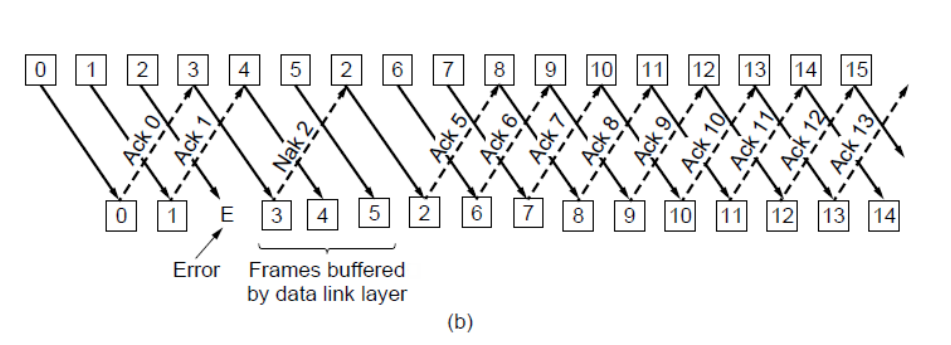 0 1 2 3 4 5 2 6 7 8 9 10 11 12 13 14 15
Ack 0 Ack 1 Nak 2 Ack 5 Ack 6 Ack 7 Ack 8 Ack 9 Ack 10 Ack 11 Ack 12 Ack 13
0 1 E 3 4 5 2 6 7 8 9 10 11 12 13 14
Error Frames buffered
by data link layer
(b)